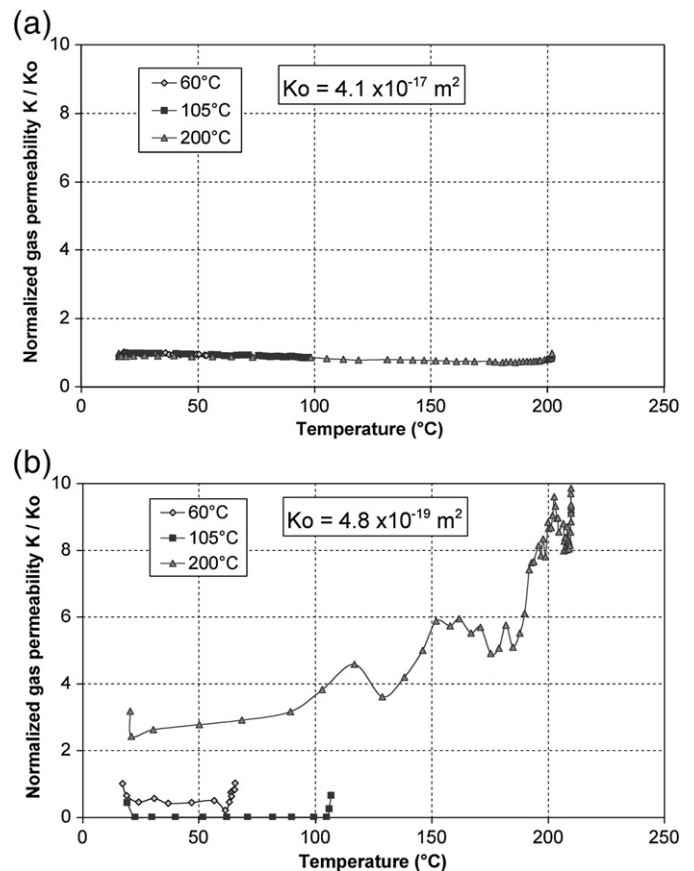 (a)
Normalized gas permeability K / Ko
10
8
6
4
2
0
60°C
105°C
200°C
Ko = 4.1 x10⁻¹⁷ m²
0 50 100 150 200 250
Temperature (°C)
(b)
Normalized gas permeability K / Ko
10
8
6
4
2
0
60°C
105°C
200°C
Ko = 4.8 x10⁻¹⁹ m²
0 50 100 150 200 250
Temperature (°C)